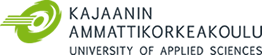 KAJAANIN
AMMATTIKORKEAKOULU
UNIVERSITY OF APPLIED SCIENCES